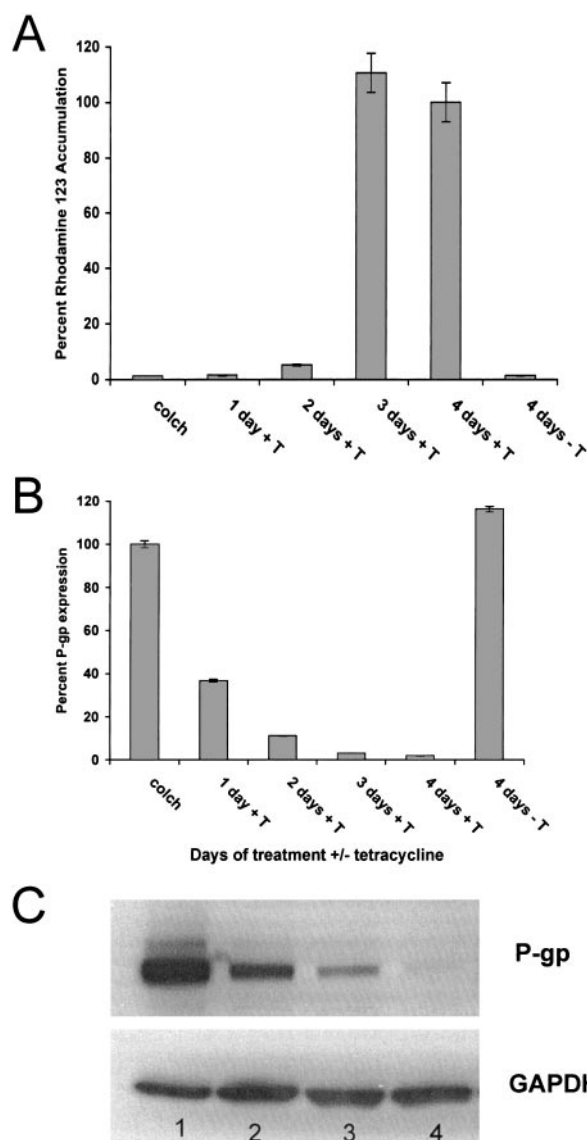 A
Percent Rhodamine 123 Accumulation
120
100
80
60
40
20
0
colch
1 day + T
2 days + T
3 days + T
4 days + T
4 days - T
B
Percent P-gp expression
120
100
80
60
40
20
0
colch
1 day + T
2 days + T
3 days + T
4 days + T
4 days - T
Days of treatment +/- tetracycline
C
P-gp
GAPDH
1 2 3 4